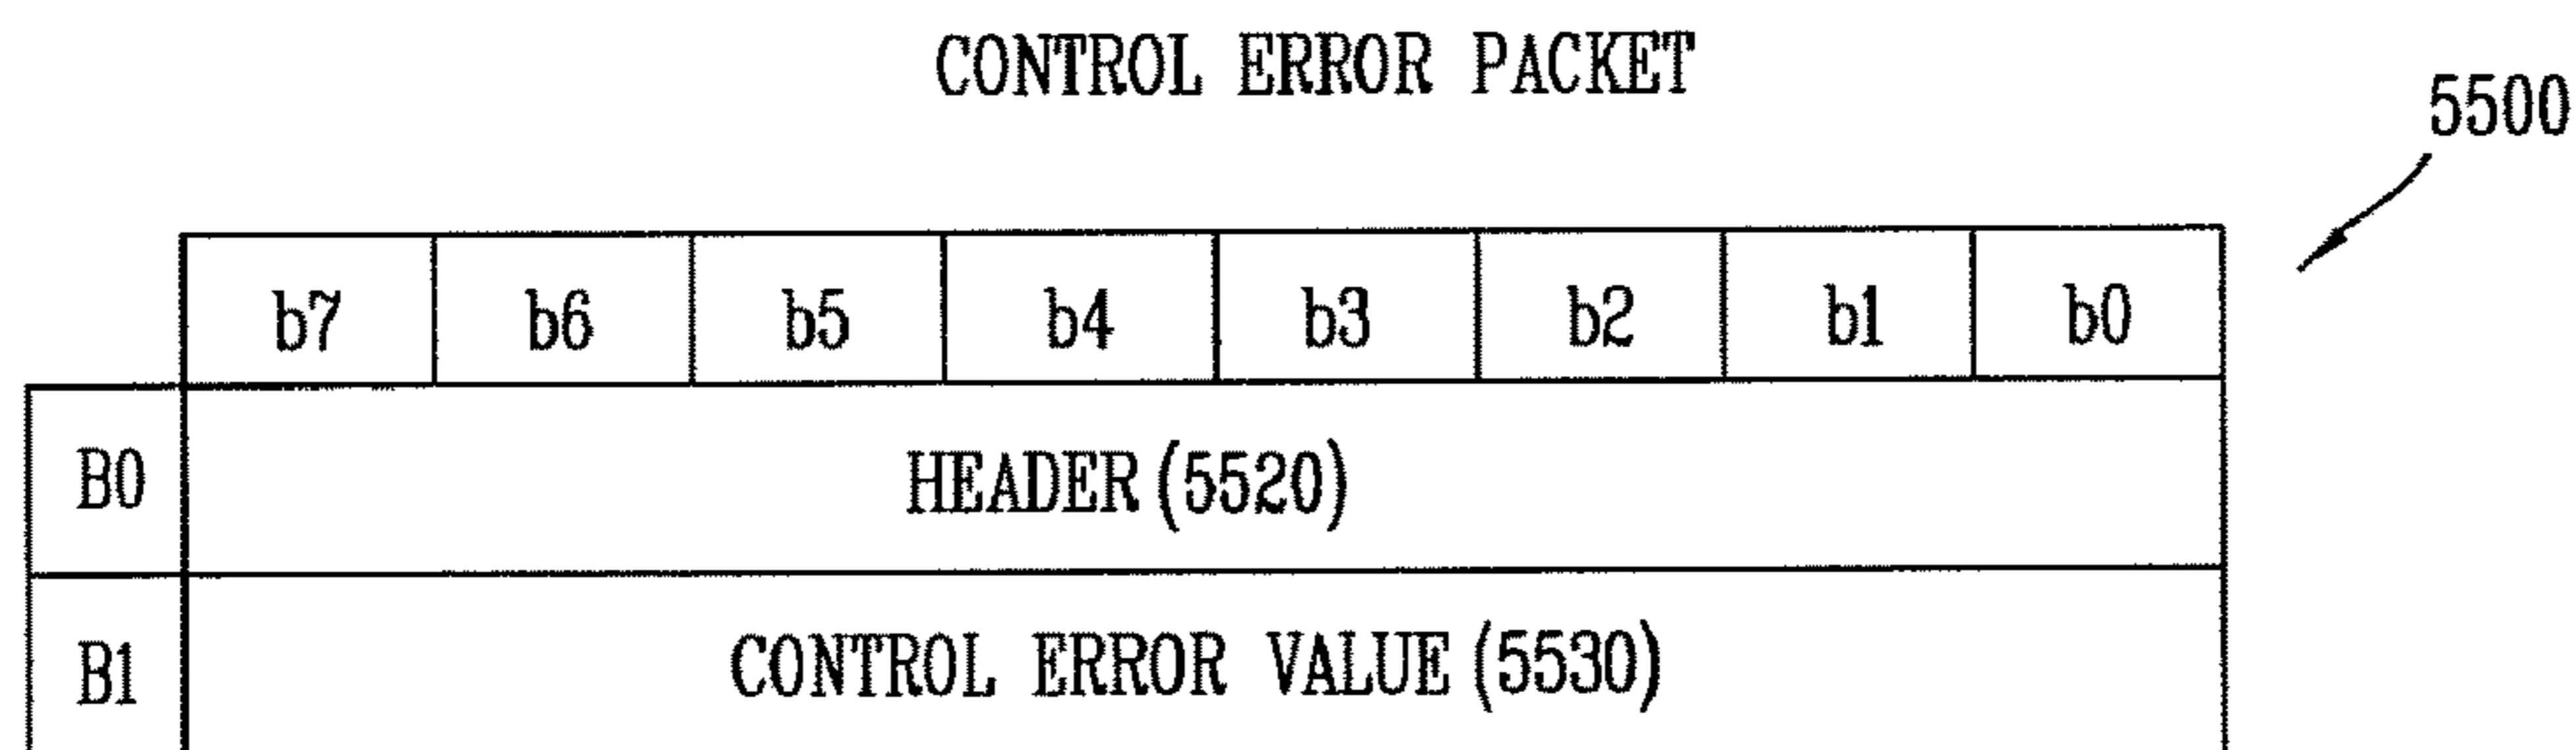 CONTROL ERROR PACKET
5500
b7 b6 b5 b4 b3 b2 b1 b0
B0 HEADER (5520)
B1 CONTROL ERROR VALUE (5530)